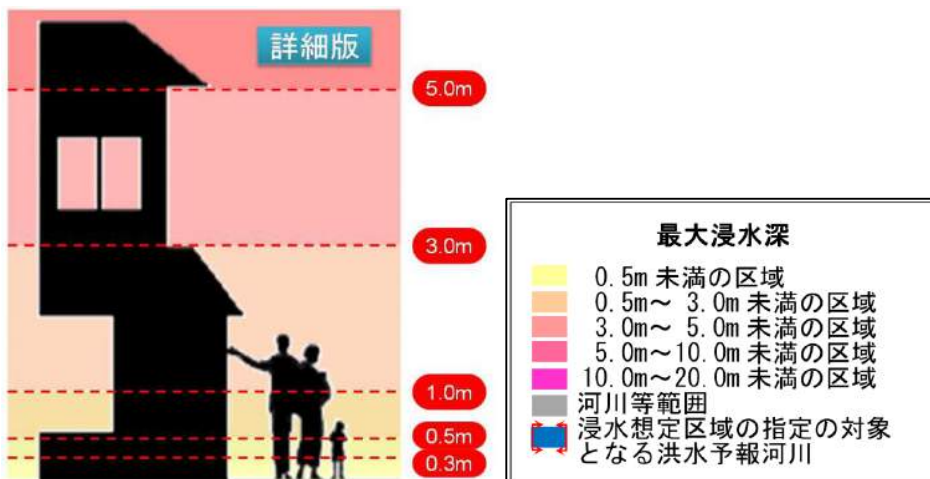 詳細版
5.0m
3.0m
1.0m
0.5m
0.3m
最大浸水深
0.5m 未満の区域
0.5m～ 3.0m 未満の区域
3.0m～ 5.0m 未満の区域
5.0m～10.0m 未満の区域
10.0m～20.0m 未満の区域
河川等範囲
浸水想定区域の指定の対象
となる洪水予報河川